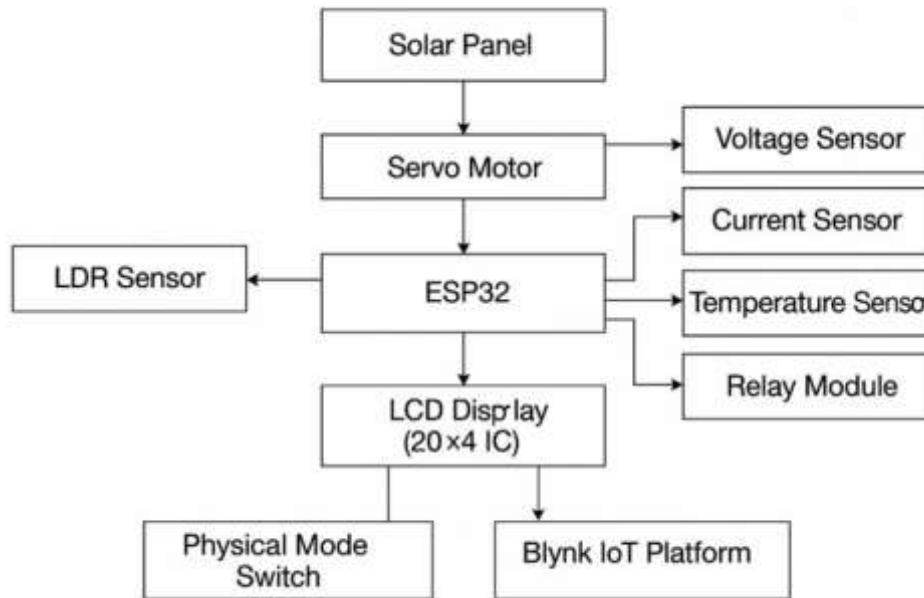 Solar Panel
Servo Motor
Voltage Sensor
Current Sensor
LDR Sensor
ESP32
Temperature Senso
Relay Module
LCD Display
(20×4 IC)
Physical Mode
Switch
Blynk IoT Platform